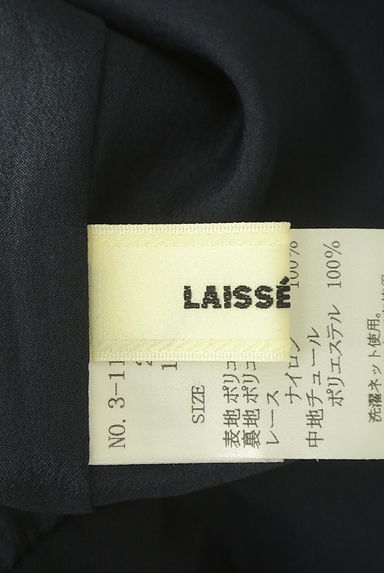 LAISSÉ
NO. 3-11
SIZE
表地 ポリエ
裏地 ポリエ
レース
ナイロン 100%
中地チュール
ポリエステル 100%
洗濯ネット使用。